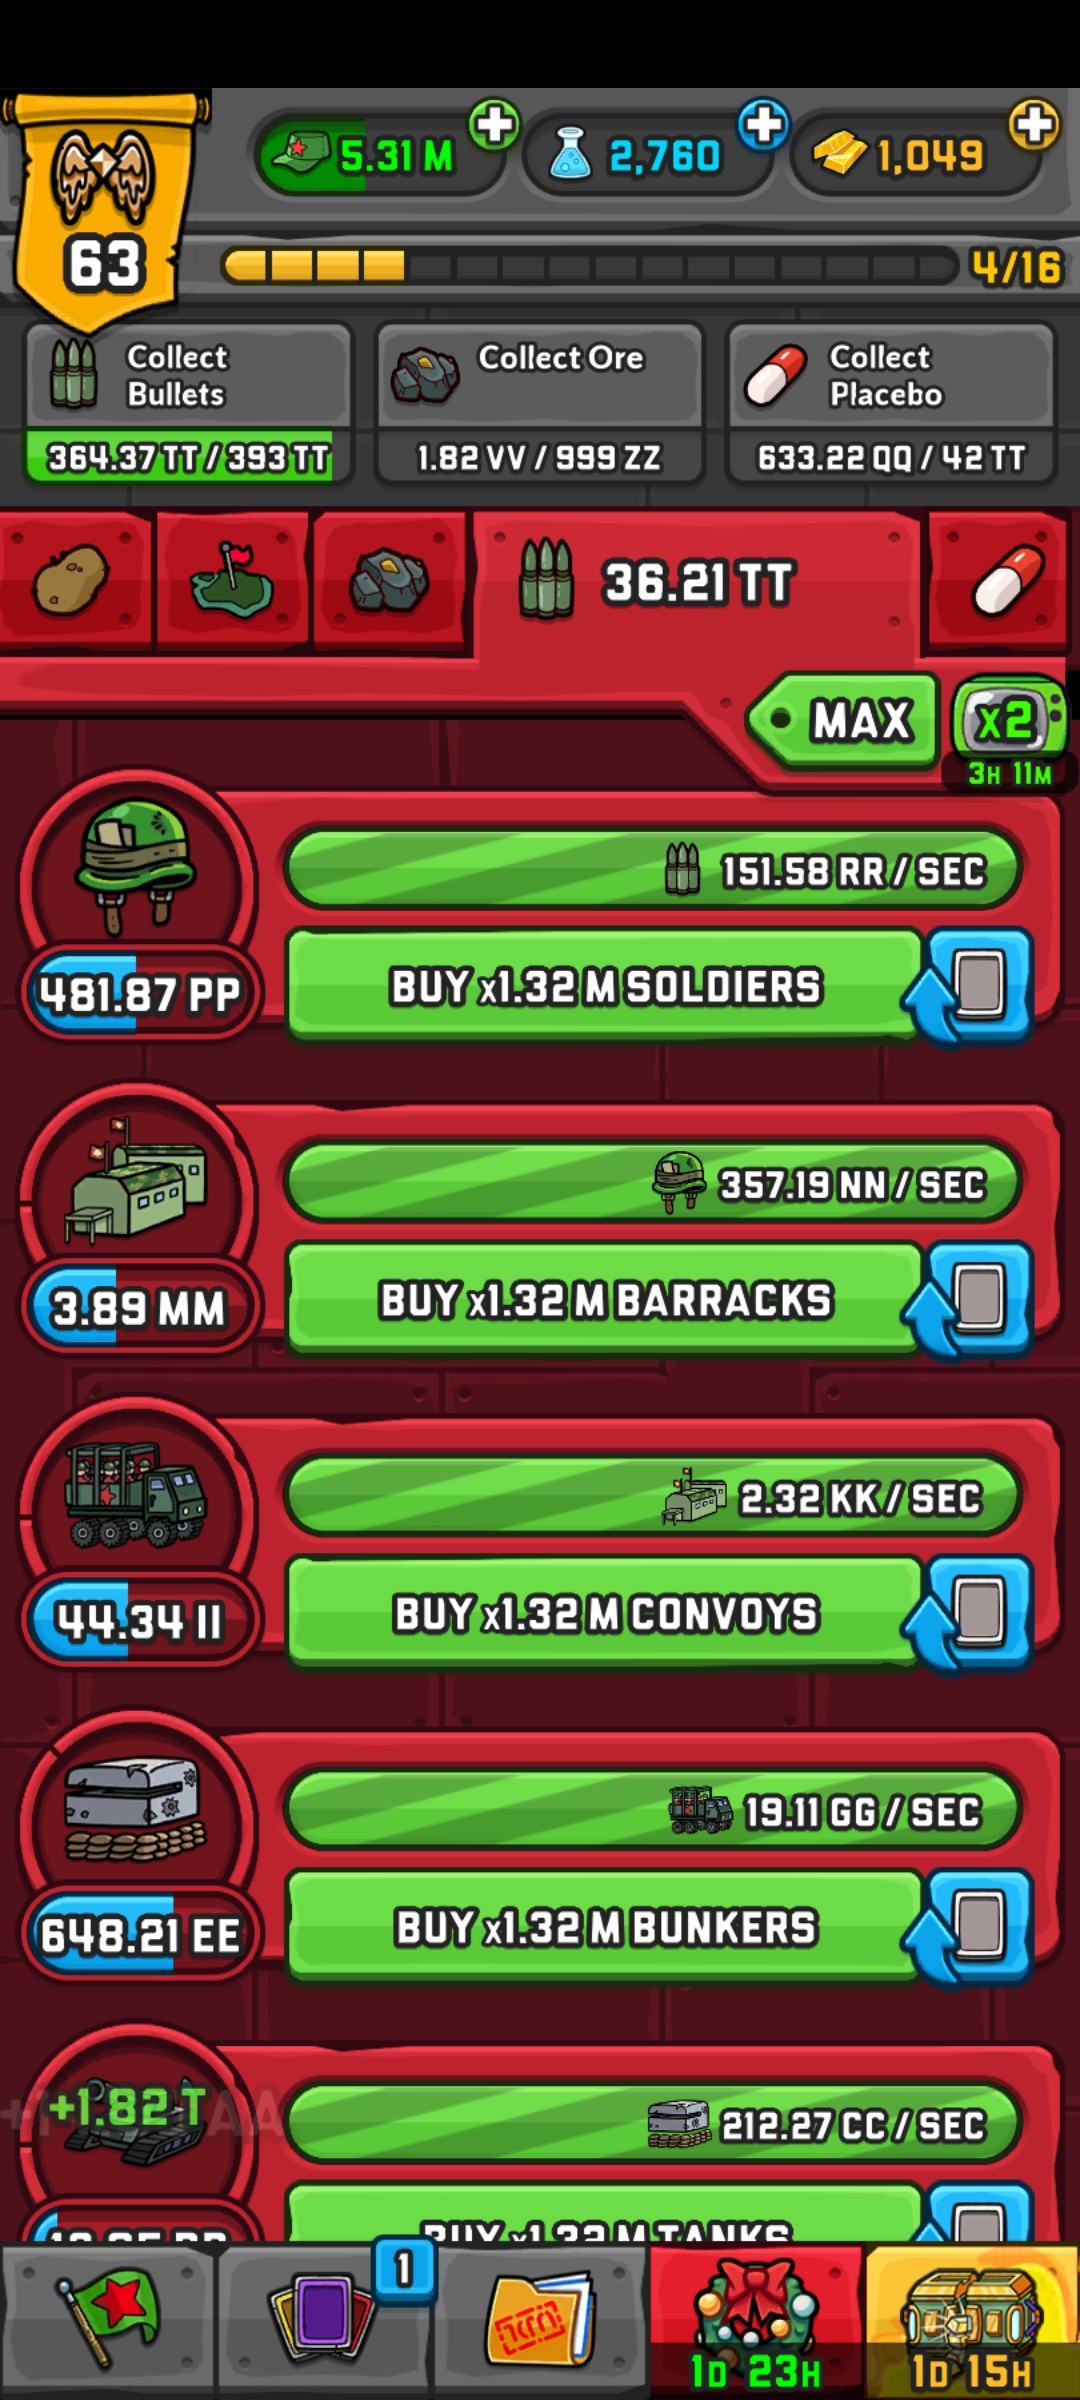 5.31 M
2,760
1,049
63
4/16
Collect
Bullets
Collect Ore
Collect
Placebo
364.37 TT / 393 TT
1.82 VV / 999 ZZ
633.22 QQ / 42 TT
36.21 TT
MAX
x2
3H 11M
151.58 RR / SEC
481.87 PP
BUY x1.32 M SOLDIERS
357.19 NN / SEC
3.89 MM
BUY x1.32 M BARRACKS
2.32 KK / SEC
44.34 II
BUY x1.32 M CONVOYS
19.11 GG / SEC
648.21 EE
BUY x1.32 M BUNKERS
+1.82 T
212.27 CC / SEC
BUY x1.32 M TANKS
1
1D 23H
1D 15H